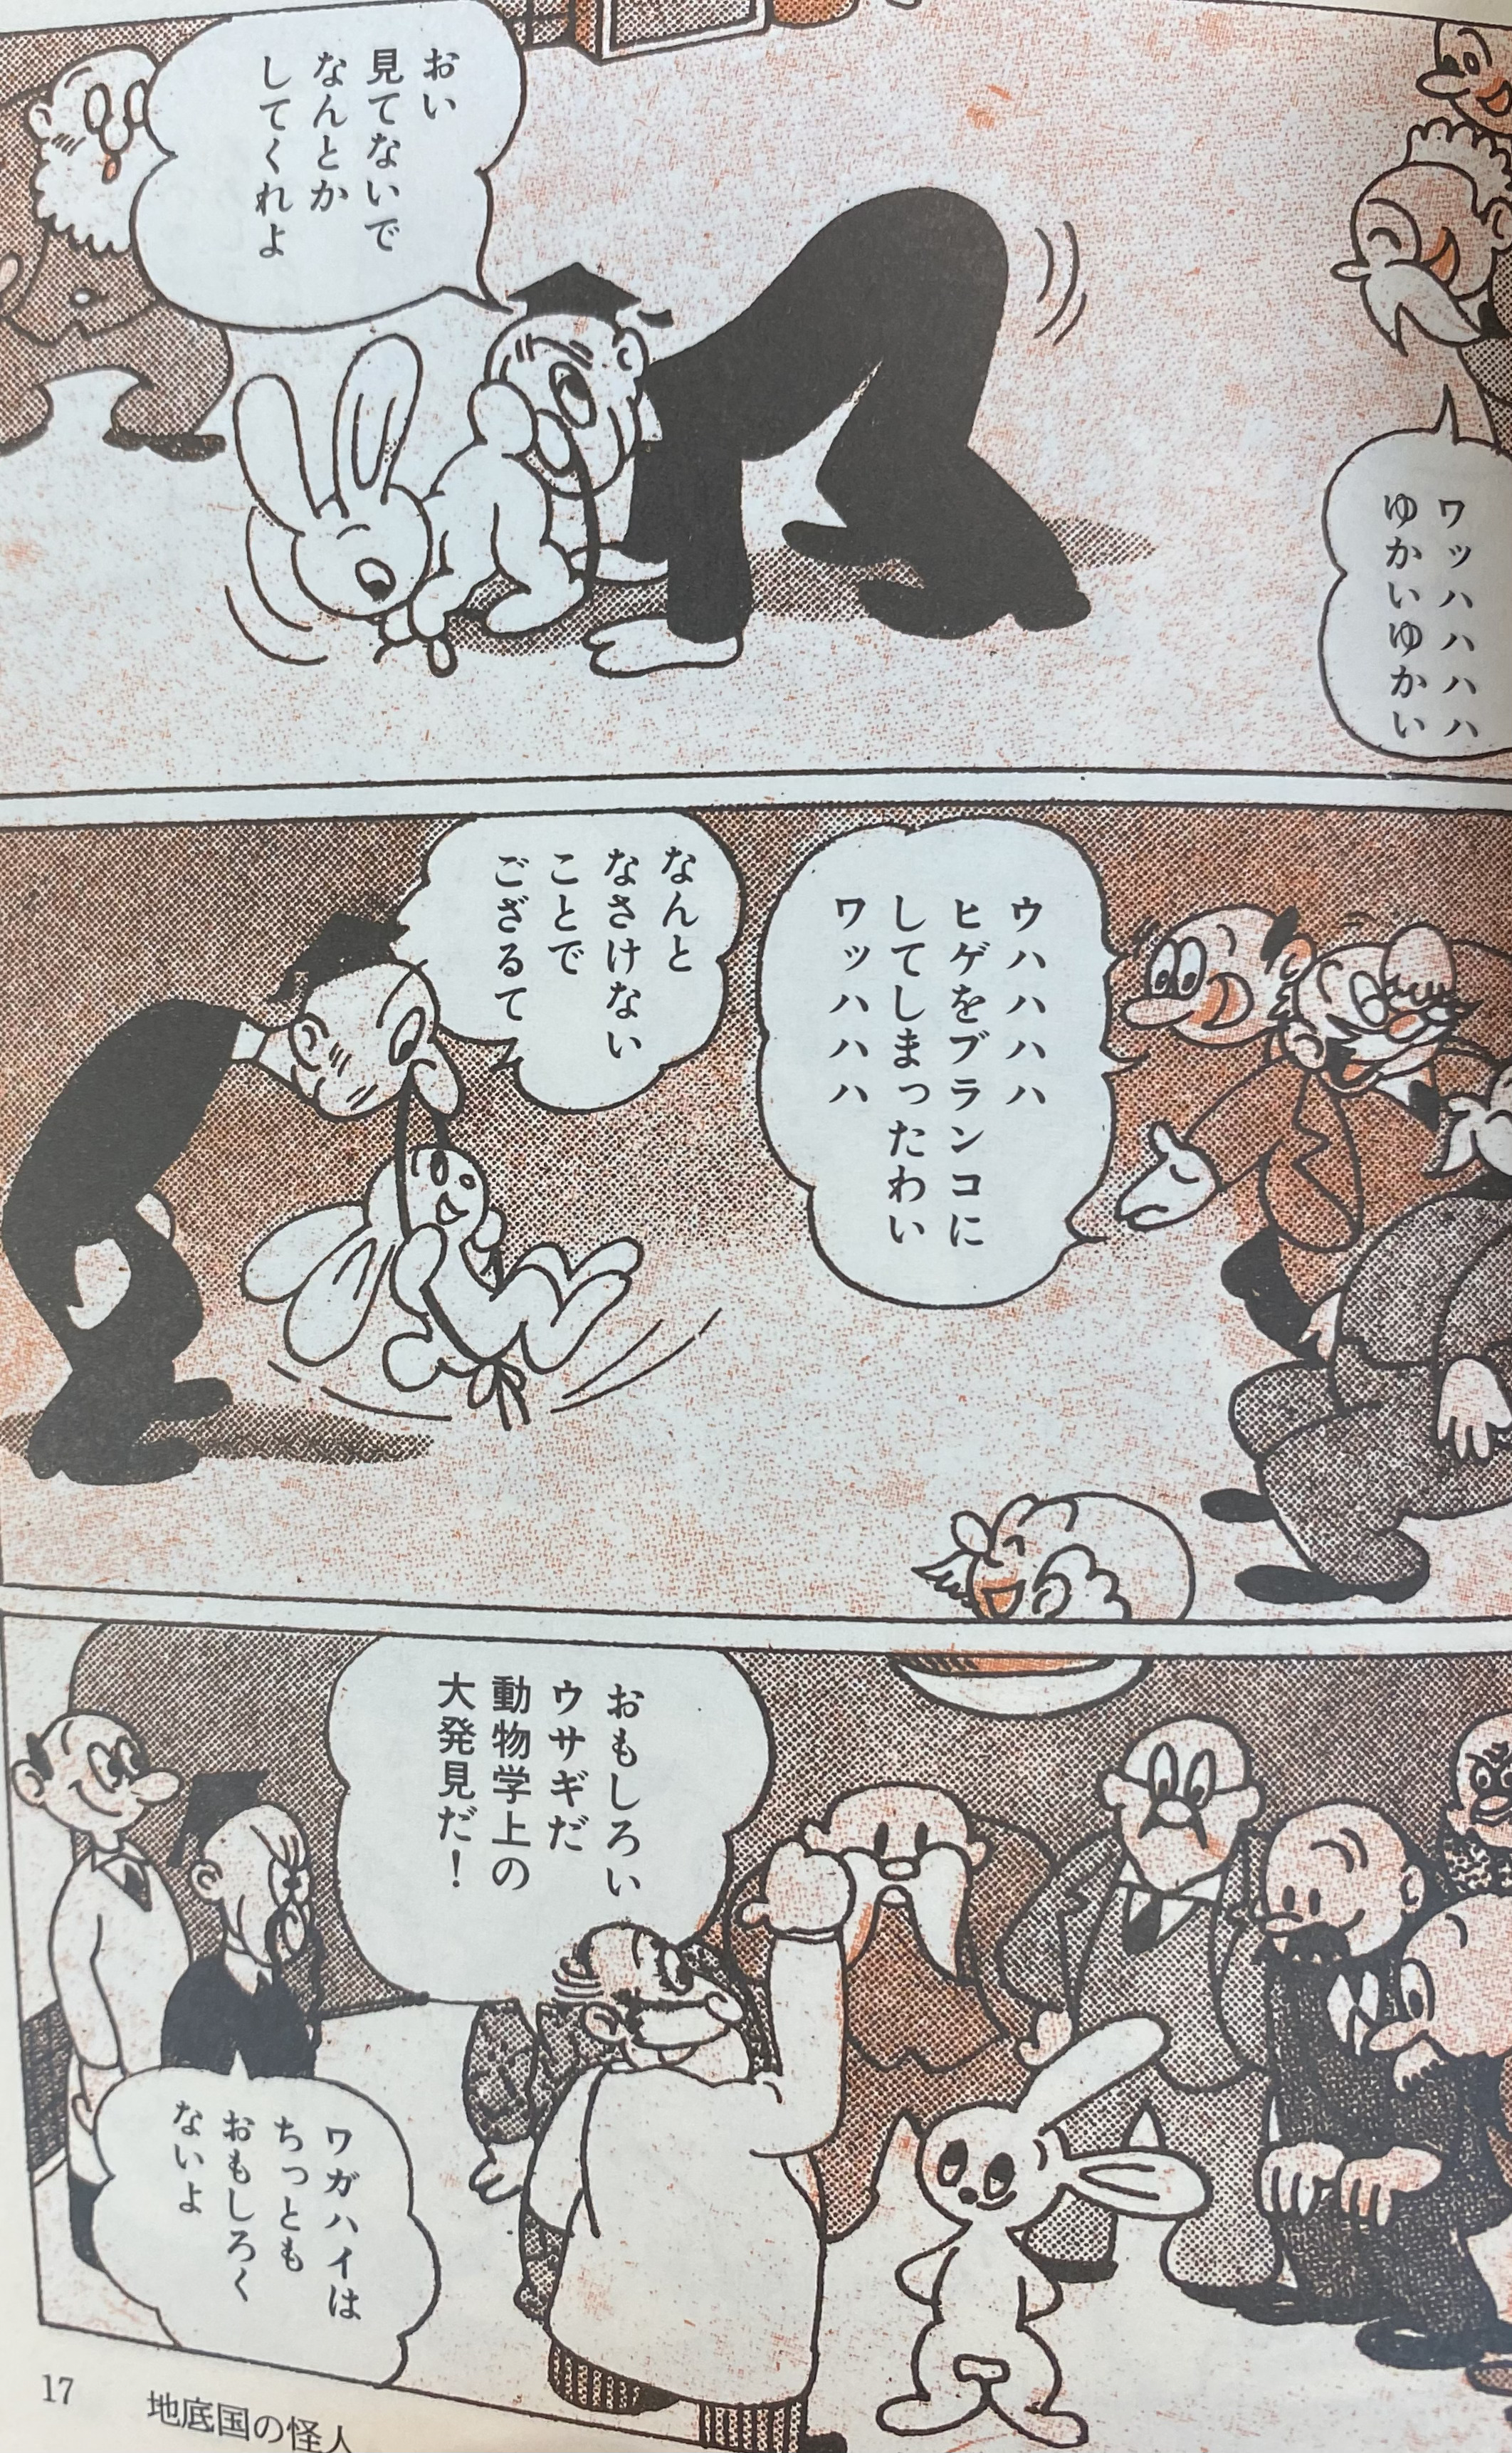 ワッハハハハ
ゆかいゆかい
おい
見てないで
なんとか
してくれよ
ウハハハハ
ヒゲをブランコに
してしまったわい
ワッハハハ
なんと
なさけない
ことで
ござるて
おもしろい
ウサギだ
動物学上の
大発見だ！
ワガハイは
ちっとも
おもしろく
ないよ
17 地底国の怪人